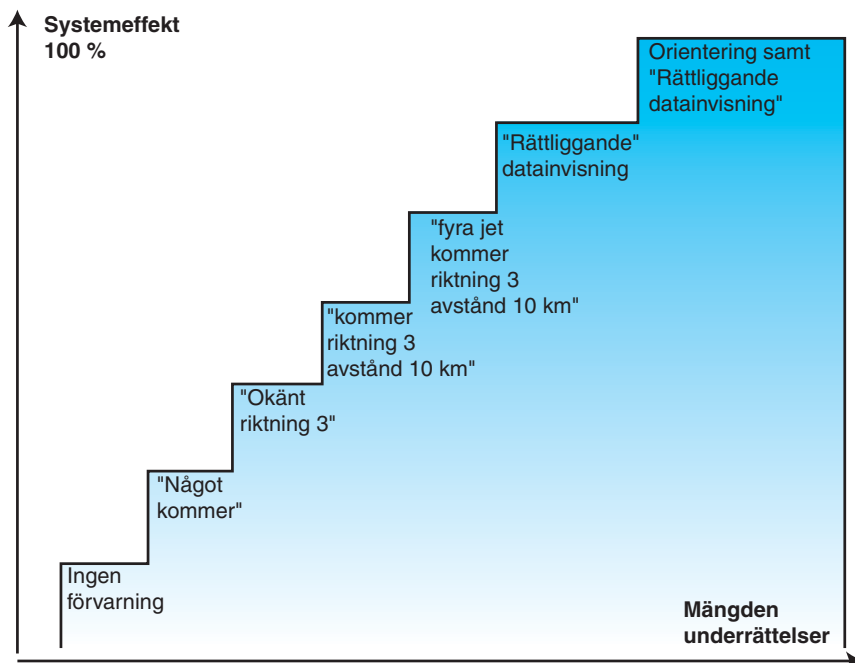 Systemeffekt
100 %
Orientering samt
"Rättliggande
datainvisning"
"Rättliggande"
datainvisning
"fyra jet
kommer
riktning 3
avstånd 10 km"
"kommer
riktning 3
avstånd 10 km"
"Okänt
riktning 3"
"Något
kommer"
Ingen
förvarning
Mängden
underrättelser